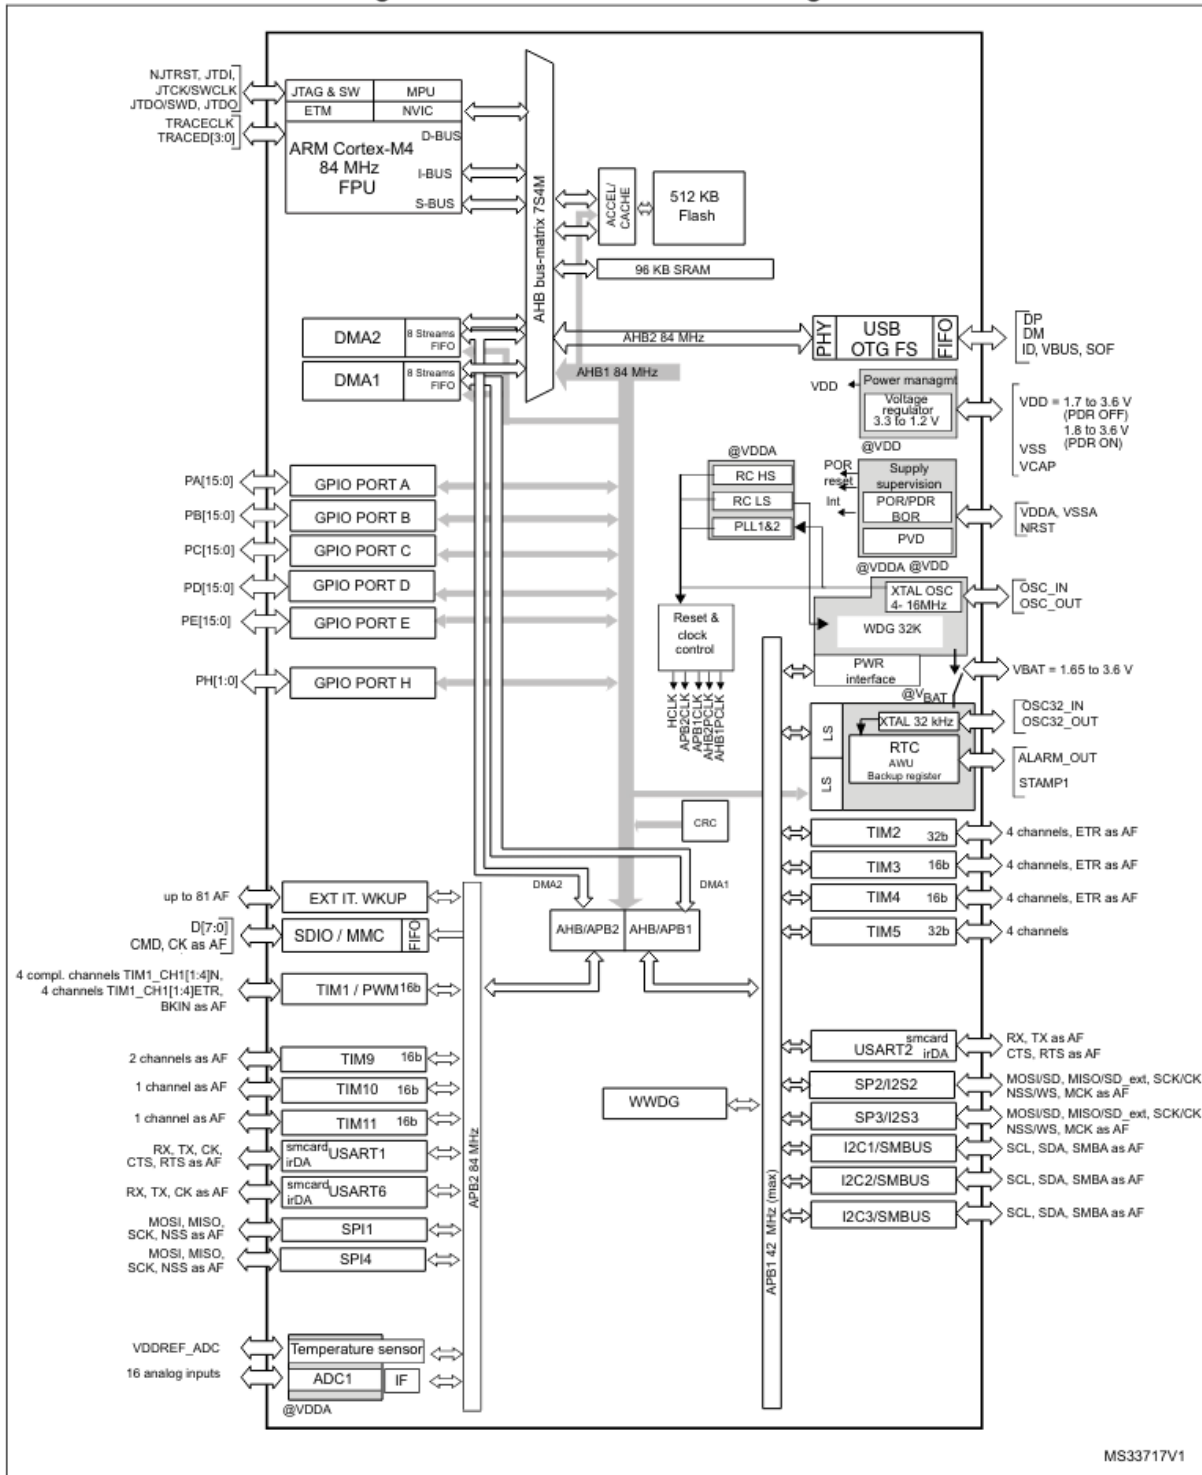 NJTRST, JTDI,
JTCK/SWCLK
JTDO/SWD, JTDO
TRACECLK
TRACED[3:0]
JTAG & SW
MPU
ETM
NVIC
D-BUS
ARM Cortex-M4
84 MHz
FPU
I-BUS
S-BUS
AHB bus-matrix 7S4M
ACCEL/
CACHE
512 KB
Flash
96 KB SRAM
DMA2
8 Streams
FIFO
DMA1
8 Streams
FIFO
AHB2 84 MHz
AHB1 84 MHz
PHY
USB
OTG FS
FIFO
DP
DM
ID, VBUS, SOF
VDD
Power managmt
Voltage
regulator
3.3 to 1.2 V
@VDD
VDD = 1.7 to 3.6 V
(PDR OFF)
1.8 to 3.6 V
(PDR ON)
VSS
VCAP
@VDDA
RC HS
RC LS
PLL1&2
POR
reset
Int
Supply
supervision
POR/PDR
BOR
PVD
VDDA, VSSA
NRST
@VDDA @VDD
PA[15:0]
GPIO PORT A
PB[15:0]
GPIO PORT B
PC[15:0]
GPIO PORT C
PD[15:0]
GPIO PORT D
PE[15:0]
GPIO PORT E
PH[1:0]
GPIO PORT H
XTAL OSC
4- 16MHz
OSC_IN
OSC_OUT
WDG 32K
Reset &
clock
control
PWR
interface
VBAT = 1.65 to 3.6 V
@VBAT
HCLK
APB2CLK
APB1CLK
AHB2PCLK
AHB1PCLK
LS
LS
XTAL 32 kHz
OSC32_IN
OSC32_OUT
RTC
AWU
Backup register
ALARM_OUT
STAMP1
CRC
TIM2
32b
4 channels, ETR as AF
TIM3
16b
4 channels, ETR as AF
TIM4
16b
4 channels, ETR as AF
TIM5
32b
4 channels
DMA2
DMA1
AHB/APB2
AHB/APB1
up to 81 AF
EXT IT. WKUP
D[7:0]
CMD, CK as AF
SDIO / MMC
FIFO
4 compl. channels TIM1_CH1[1:4]N,
4 channels TIM1_CH1[1:4]ETR,
BKIN as AF
TIM1 / PWM
16b
2 channels as AF
TIM9
16b
1 channel as AF
TIM10
16b
1 channel as AF
TIM11
16b
RX, TX, CK,
CTS, RTS as AF
smcard
irDA
USART1
RX, TX, CK as AF
smcard
irDA
USART6
MOSI, MISO,
SCK, NSS as AF
SPI1
MOSI, MISO,
SCK, NSS as AF
SPI4
APB2 84 MHz
WWDG
APB1 42 MHz (max)
USART2
smcard
irDA
RX, TX as AF
CTS, RTS as AF
SP2/I2S2
MOSI/SD, MISO/SD_ext, SCK/CK
NSS/WS, MCK as AF
SP3/I2S3
MOSI/SD, MISO/SD_ext, SCK/CK
NSS/WS, MCK as AF
I2C1/SMBUS
SCL, SDA, SMBA as AF
I2C2/SMBUS
SCL, SDA, SMBA as AF
I2C3/SMBUS
SCL, SDA, SMBA as AF
VDDREF_ADC
Temperature sensor
16 analog inputs
ADC1
IF
@VDDA
MS33717V1